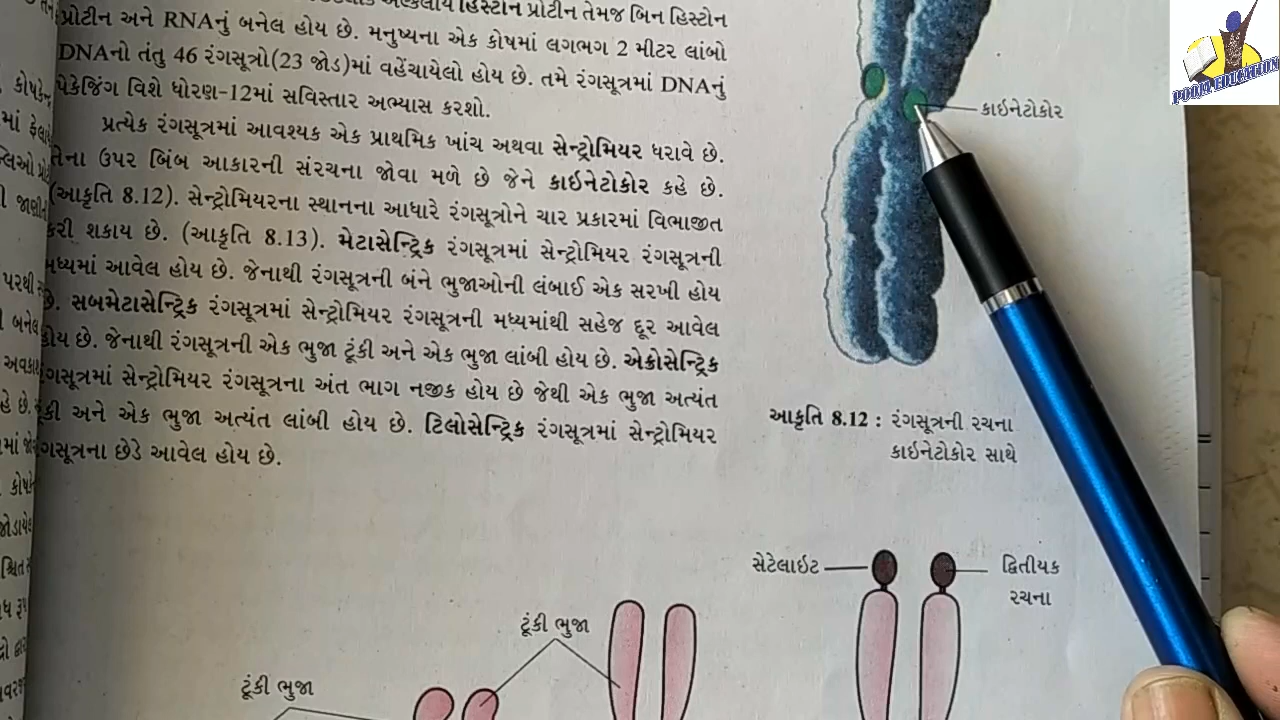 હિસ્ટોન પ્રોટીન તેમજ બિન હિસ્ટોન
પ્રોટીન અને RNAનું બનેલ હોય છે. મનુષ્યના એક કોષમાં લગભગ 2 મીટર લાંબો
DNAનો તંતુ 46 રંગસૂત્રો(23 જોડ)માં વહેંચાયેલો હોય છે. તમે રંગસૂત્રમાં DNAનું
પેકેજિંગ વિશે ધોરણ-12માં સવિસ્તાર અભ્યાસ કરશો.
પ્રત્યેક રંગસૂત્રમાં આવશ્યક એક પ્રાથમિક ખાંચ અથવા સેન્ટ્રોમિયર ધરાવે છે.
તેના ઉપર બિંબ આકારની સંરચના જોવા મળે છે જેને કાઇનેટોકોર કહે છે.
(આકૃતિ 8.12). સેન્ટ્રોમિયરના સ્થાનના આધારે રંગસૂત્રોને ચાર પ્રકારમાં વિભાજીત
કરી શકાય છે. (આકૃતિ 8.13). મેટાસેન્ટ્રિક રંગસૂત્રમાં સેન્ટ્રોમિયર રંગસૂત્રની
મધ્યમાં આવેલ હોય છે. જેનાથી રંગસૂત્રની બંને ભુજાઓની લંબાઈ એક સરખી હોય
છે. સબમેટાસેન્ટ્રિક રંગસૂત્રમાં સેન્ટ્રોમિયર રંગસૂત્રની મધ્યમાંથી સહેજ દૂર આવેલ
હોય છે. જેનાથી રંગસૂત્રની એક ભુજા ટૂંકી અને એક ભુજા લાંબી હોય છે. એક્રોસેન્ટ્રિક
રંગસૂત્રમાં સેન્ટ્રોમિયર રંગસૂત્રના અંત ભાગ નજીક હોય છે જેથી એક ભુજા અત્યંત
ટૂંકી અને એક ભુજા અત્યંત લાંબી હોય છે. ટિલોસેન્ટ્રિક રંગસૂત્રમાં સેન્ટ્રોમિયર
રંગસૂત્રના છેડે આવેલ હોય છે.
કાઇનેટોકોર
આકૃતિ 8.12 : રંગસૂત્રની રચના
કાઇનેટોકોર સાથે
સેટેલાઇટ
દ્વિતીયક
રચના
ટૂંકી ભુજા
ટૂંકી ભુજા
POOJA EDUCATION